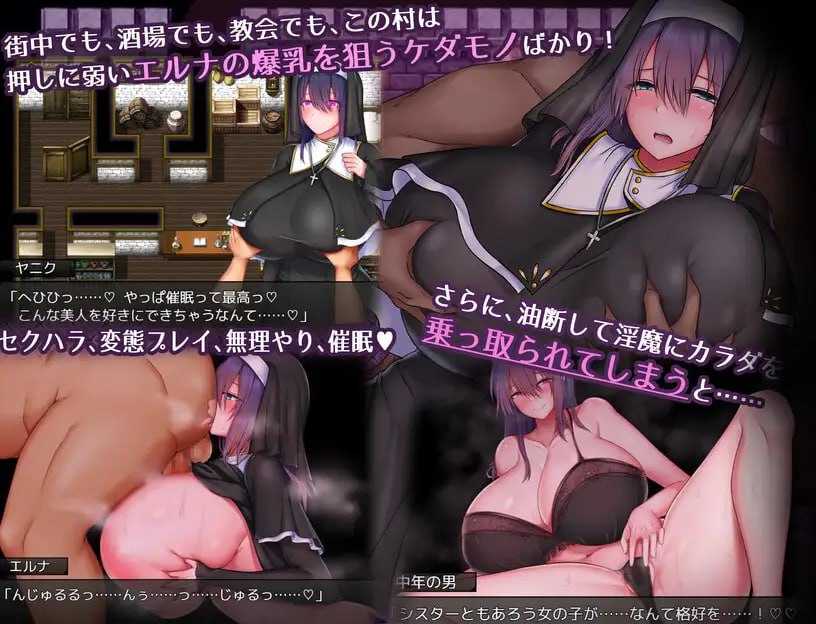 街中でも、酒場でも、教会でも、この村は
押しに弱いエルナの爆乳を狙うケダモノばかり！
ヤニク
「へひひっ……♡ やっぱ催眠って最高っ♡
こんな美人を好きにできちゃうなんて……♡」
さらに、油断して淫魔にカラダを
乗っ取られてしまうと……
セクハラ、変態プレイ、無理やり、催眠♥
エルナ
「んじゅるるっ……んぅ……っ……じゅるっ……♡」
中年の男
「シスターともあろう女の子が……なんて格好を……！♡♡